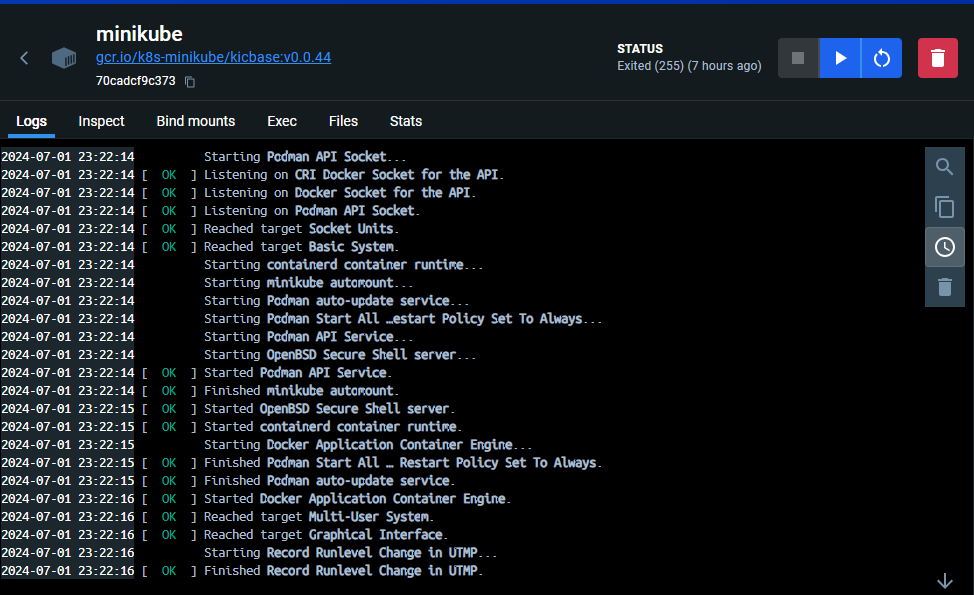 minikube
gcr.io/k8s-minikube/kicbase:v0.0.44
70cadcf9c373
STATUS
Exited (255) (7 hours ago)
Logs Inspect Bind mounts Exec Files Stats
2024-07-01 23:22:14 Starting Podman API Socket...
2024-07-01 23:22:14 [ OK ] Listening on CRI Docker Socket for the API.
2024-07-01 23:22:14 [ OK ] Listening on Docker Socket for the API.
2024-07-01 23:22:14 [ OK ] Listening on Podman API Socket.
2024-07-01 23:22:14 [ OK ] Reached target Socket Units.
2024-07-01 23:22:14 [ OK ] Reached target Basic System.
2024-07-01 23:22:14 Starting containerd container runtime...
2024-07-01 23:22:14 Starting minikube automount...
2024-07-01 23:22:14 Starting Podman auto-update service...
2024-07-01 23:22:14 Starting Podman Start All …estart Policy Set To Always...
2024-07-01 23:22:14 Starting Podman API Service...
2024-07-01 23:22:14 Starting OpenBSD Secure Shell server...
2024-07-01 23:22:14 [ OK ] Started Podman API Service.
2024-07-01 23:22:14 [ OK ] Finished minikube automount.
2024-07-01 23:22:15 [ OK ] Started OpenBSD Secure Shell server.
2024-07-01 23:22:15 [ OK ] Started containerd container runtime.
2024-07-01 23:22:15 Starting Docker Application Container Engine...
2024-07-01 23:22:15 [ OK ] Finished Podman Start All … Restart Policy Set To Always.
2024-07-01 23:22:15 [ OK ] Finished Podman auto-update service.
2024-07-01 23:22:16 [ OK ] Started Docker Application Container Engine.
2024-07-01 23:22:16 [ OK ] Reached target Multi-User System.
2024-07-01 23:22:16 [ OK ] Reached target Graphical Interface.
2024-07-01 23:22:16 Starting Record Runlevel Change in UTMP...
2024-07-01 23:22:16 [ OK ] Finished Record Runlevel Change in UTMP.